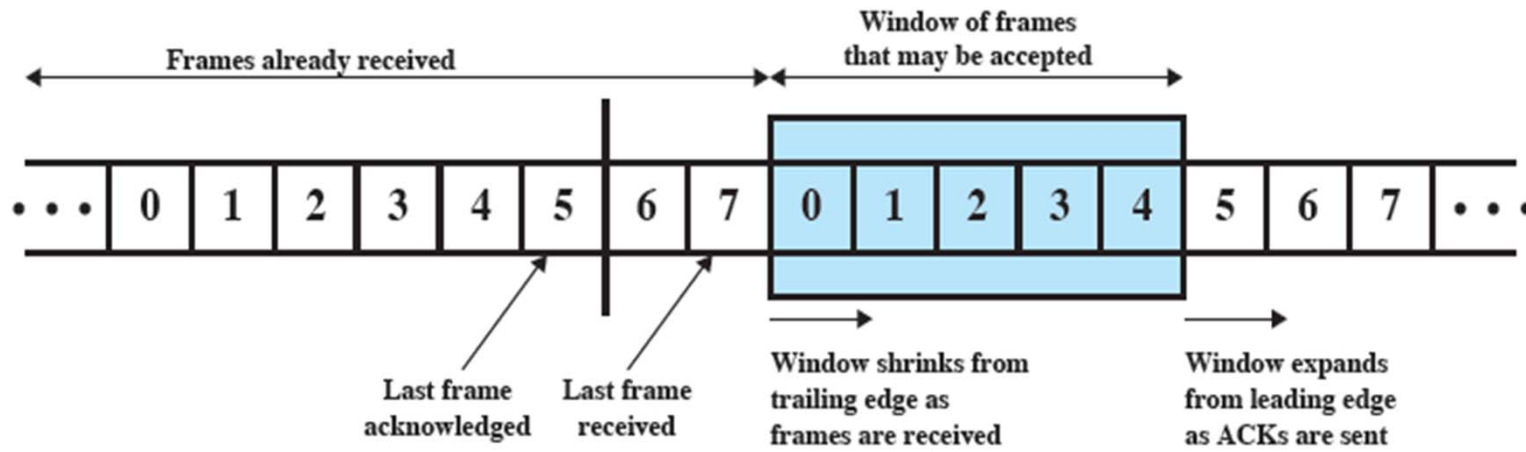 Window of frames
that may be accepted
Frames already received
• • • 0 1 2 3 4 5 6 7 0 1 2 3 4 5 6 7 • • •
Last frame
acknowledged
Last frame
received
Window shrinks from
trailing edge as
frames are received
Window expands
from leading edge
as ACKs are sent